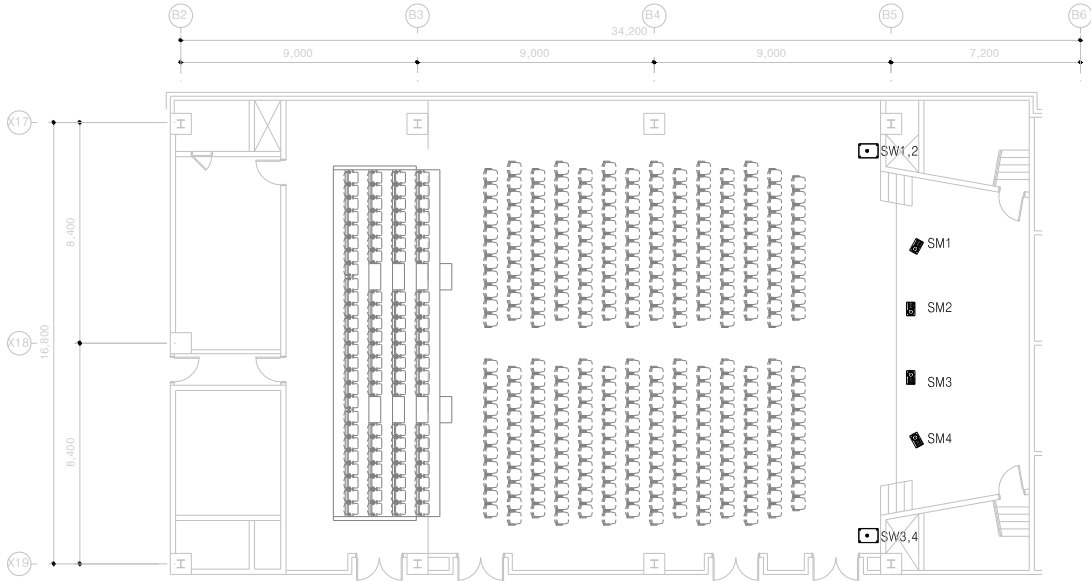 B2 B3 B4 B5 B6
34,200
9,000 9,000 9,000 7,200
X17
SW1,2
8,400
SM1
SM2
X18
16,800
SM3
SM4
8,400
SW3,4
X19